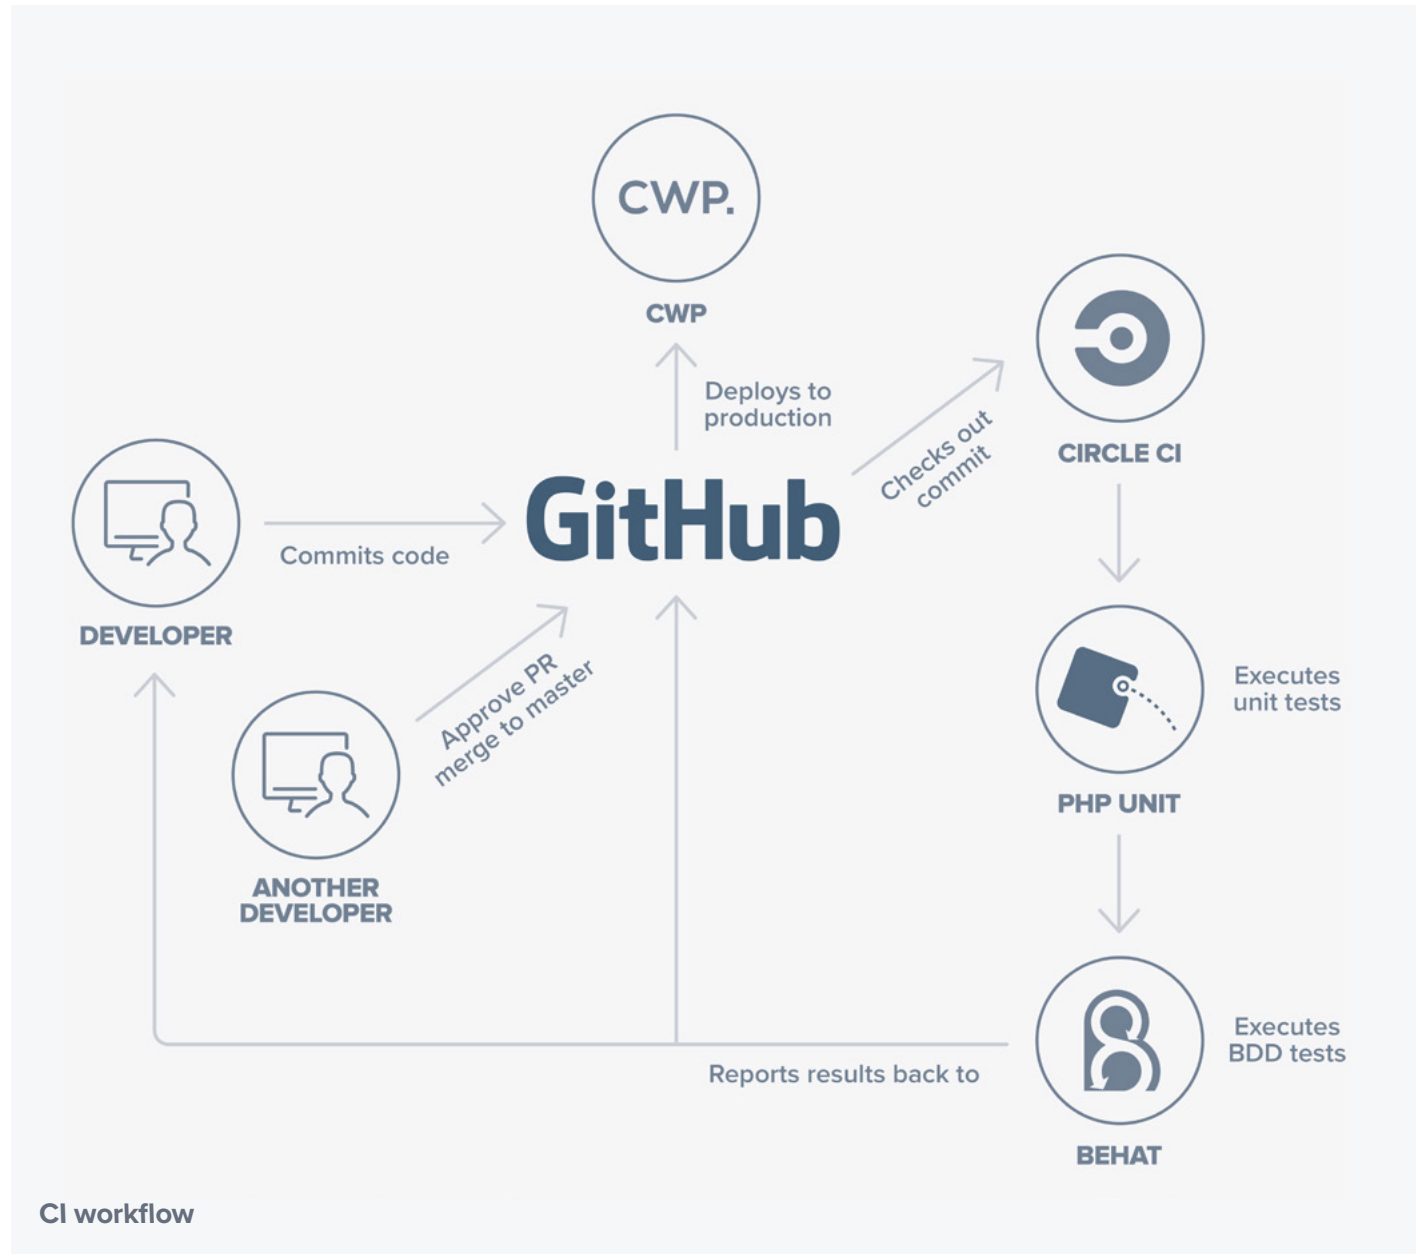 CWP.
CWP
Deploys to
production
Checks out
commit
CIRCLE CI
GitHub
Commits code
DEVELOPER
Approve PR
merge to master
Executes
unit tests
PHP UNIT
ANOTHER
DEVELOPER
Executes
BDD tests
Reports results back to
BEHAT
CI workflow